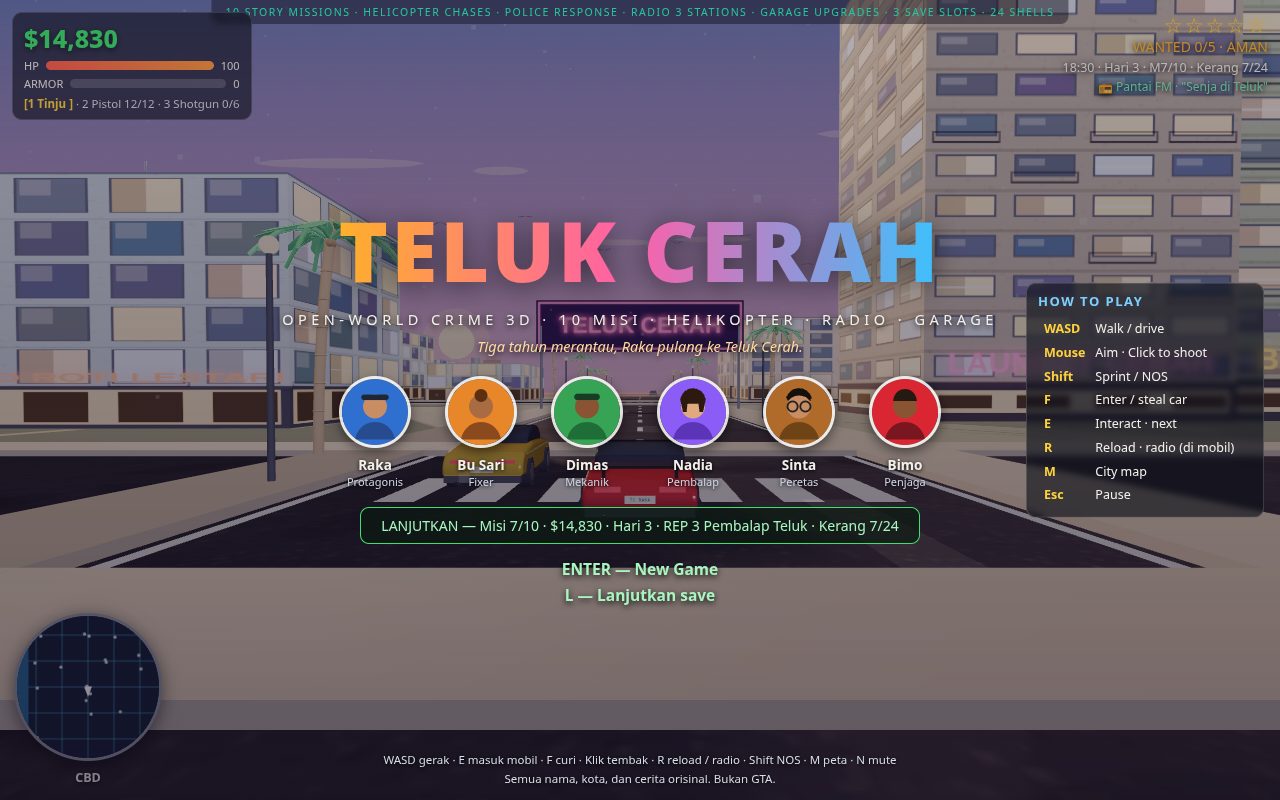 10 STORY MISSIONS · HELICOPTER CHASES · POLICE RESPONSE · RADIO 3 STATIONS · GARAGE UPGRADES · 3 SAVE SLOTS · 24 SHELLS
$14,830
HP 100
ARMOR 0
[1 Tinju ] · 2 Pistol 12/12 · 3 Shotgun 0/6
☆☆☆☆☆
WANTED 0/5 · AMAN
18:30 · Hari 3 · M7/10 · Kerang 7/24
📻 Pantai FM · "Senja di Teluk"
TELUK CERAH
TELUK CERAH
OPEN-WORLD CRIME 3D · 10 MISI · HELIKOPTER · RADIO · GARAGE
Tiga tahun merantau, Raka pulang ke Teluk Cerah.
Raka
Protagonis
Bu Sari
Fixer
Dimas
Mekanik
Nadia
Pembalap
Sinta
Peretas
Bimo
Penjaga
HOW TO PLAY
WASD Walk / drive
Mouse Aim · Click to shoot
Shift Sprint / NOS
F Enter / steal car
E Interact · next
R Reload · radio (di mobil)
M City map
Esc Pause
LANJUTKAN — Misi 7/10 · $14,830 · Hari 3 · REP 3 Pembalap Teluk · Kerang 7/24
ENTER — New Game
L — Lanjutkan save
CBD
WASD gerak · E masuk mobil · F curi · Klik tembak · R reload / radio · Shift NOS · M peta · N mute
Semua nama, kota, dan cerita orisinal. Bukan GTA.